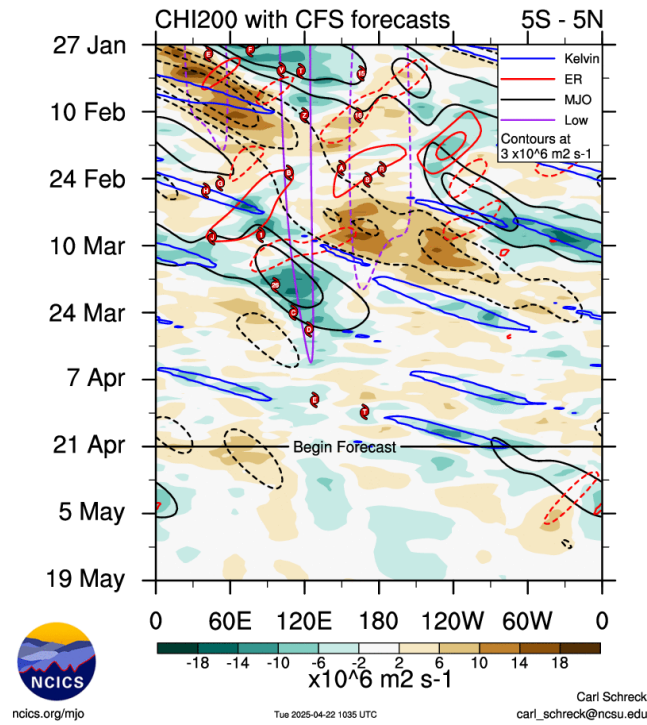 CHI200 with CFS forecasts 5S - 5N
27 Jan
10 Feb
24 Feb
10 Mar
24 Mar
7 Apr
21 Apr
5 May
19 May
Kelvin
ER
MJO
Low
Contours at
3 x10^6 m2 s-1
E
F
V
T
15
Z
16
A
B
R
G
H
S
J
26
C
D
E
T
Begin Forecast
0 60E 120E 180 120W 60W 0
-18 -14 -10 -6 -2 2 6 10 14 18
x10^6 m2 s-1
NCICS
ncics.org/mjo
Tue 2025-04-22 1035 UTC
Carl Schreck
carl_schreck@ncsu.edu